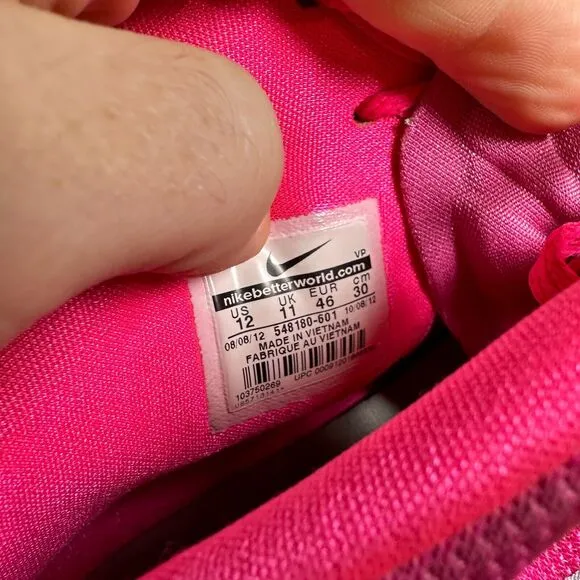 VP
nikebetterworld.com
US UK EUR cm
12 11 46 30
08/08/12 548180-601 10/08/12
MADE IN VIETNAM
FABRIQUE AU VIETNAM
103750269 UPC